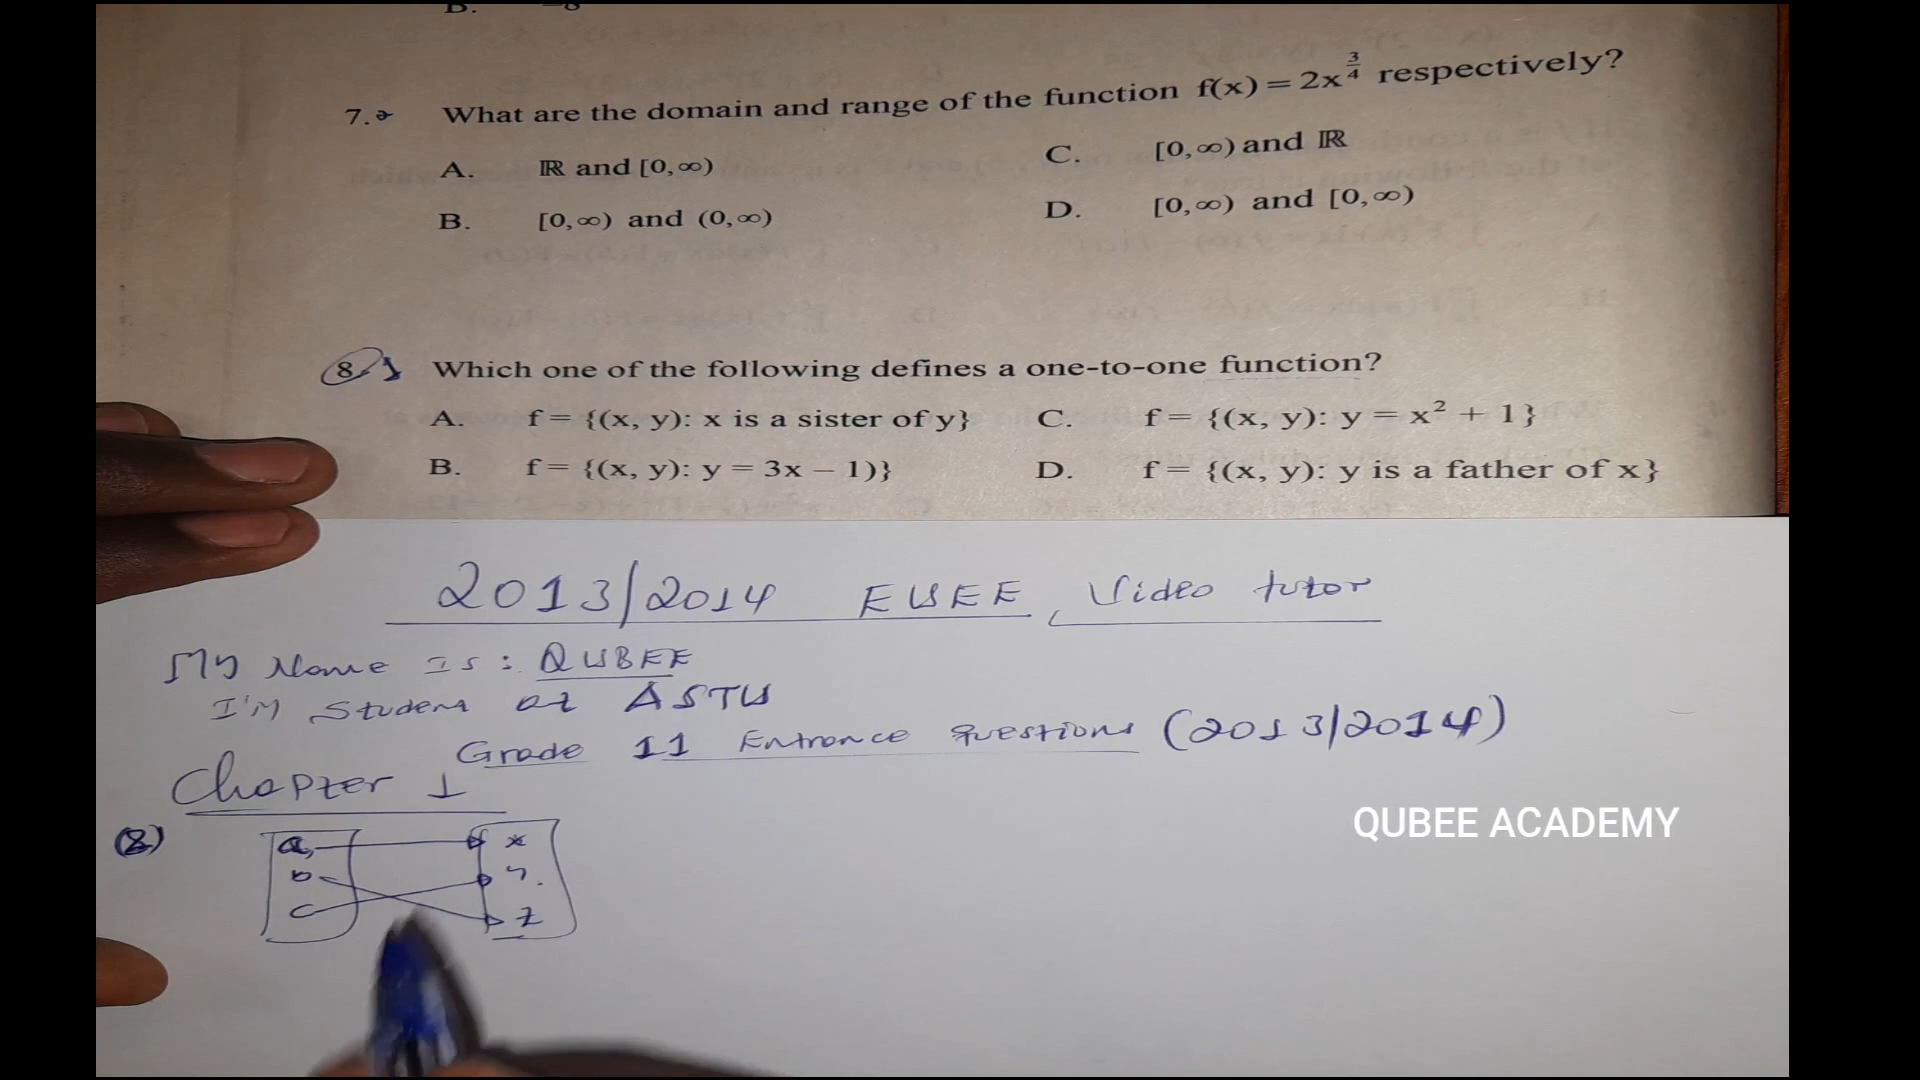 7. What are the domain and range of the function f(x) = 2x^{3/4} respectively?
A. ℝ and [0,∞)
C. [0,∞) and ℝ
B. [0,∞) and (0,∞)
D. [0,∞) and [0,∞)
8. Which one of the following defines a one-to-one function?
A. f = {(x, y): x is a sister of y}
C. f = {(x, y): y = x² + 1}
B. f = {(x, y): y = 3x – 1)}
D. f = {(x, y): y is a father of x}
2013/2014 EUEE, Video tutor
My Name Is: QUBEE
I'M Student at ASTU
Grade 11 Entrance questions (2013/2014)
Chapter 1
QUBEE ACADEMY
(8)
a, x
b y.
c z